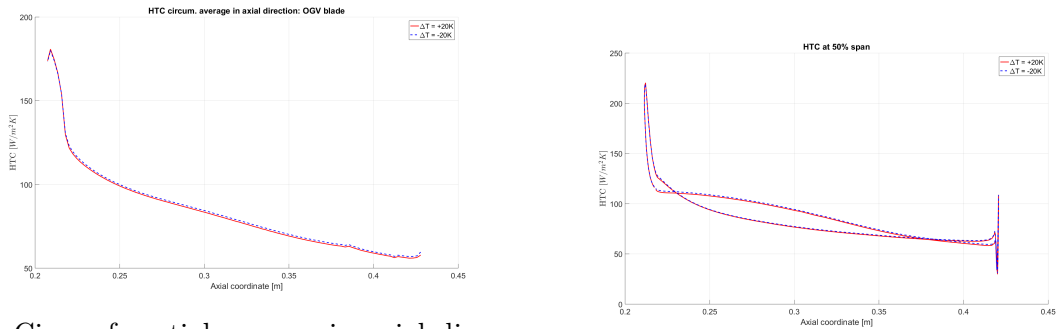 HTC circum. average in axial direction: OGV blade
ΔT = +20K
ΔT = -20K
200
150
100
50
HTC [W/m²K]
0.2 0.25 0.3 0.35 0.4 0.45
Axial coordinate [m]
HTC at 50% span
ΔT = +20K
ΔT = -20K
250
200
150
100
50
0
HTC [W/m²K]
0.2 0.25 0.3 0.35 0.4 0.45
Axial coordinate [m]